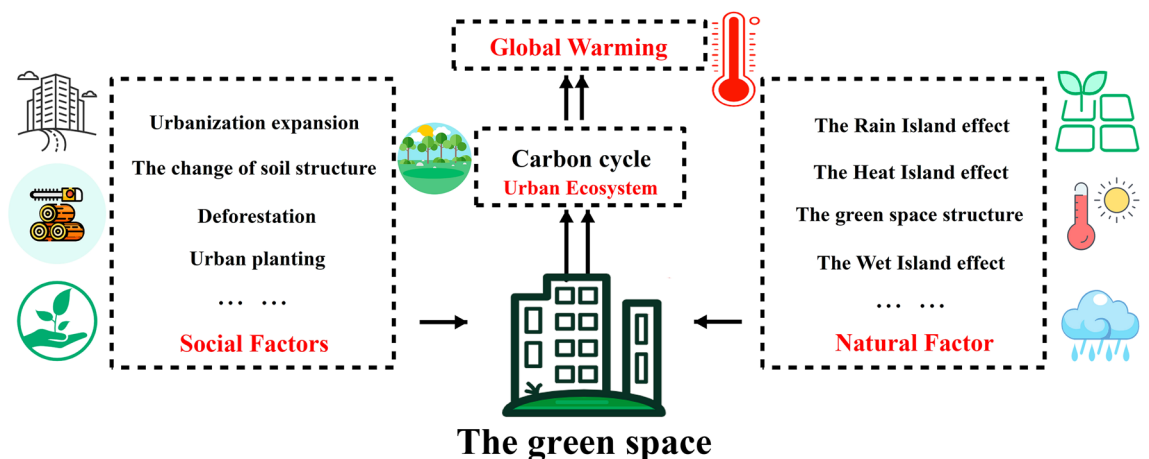 Global Warming
Urbanization expansion
The change of soil structure
Deforestation
Urban planting
... ...
Social Factors
Carbon cycle
Urban Ecosystem
The Rain Island effect
The Heat Island effect
The green space structure
The Wet Island effect
... ...
Natural Factor
The green space